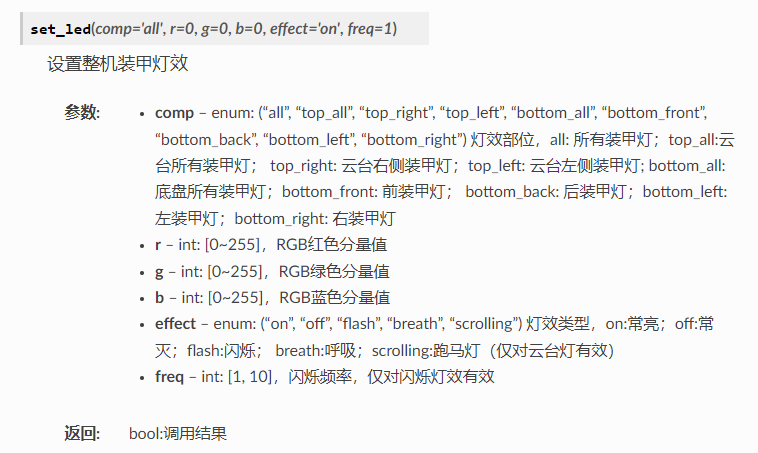 set_led(comp='all', r=0, g=0, b=0, effect='on', freq=1)
设置整机装甲灯效
参数:
• comp – enum: (“all”, “top_all”, “top_right”, “top_left”, “bottom_all”, “bottom_front”,
“bottom_back”, “bottom_left”, “bottom_right”) 灯效部位，all: 所有装甲灯；top_all:云
台所有装甲灯； top_right: 云台右侧装甲灯；top_left: 云台左侧装甲灯; bottom_all:
底盘所有装甲灯；bottom_front: 前装甲灯； bottom_back: 后装甲灯；bottom_left:
左装甲灯；bottom_right: 右装甲灯
• r – int: [0~255]，RGB红色分量值
• g – int: [0~255]，RGB绿色分量值
• b – int: [0~255]，RGB蓝色分量值
• effect – enum: (“on”, “off”, “flash”, “breath”, “scrolling”) 灯效类型，on:常亮；off:常
灭；flash:闪烁； breath:呼吸；scrolling:跑马灯（仅对云台灯有效）
• freq – int: [1, 10]，闪烁频率，仅对闪烁灯效有效
返回: bool:调用结果